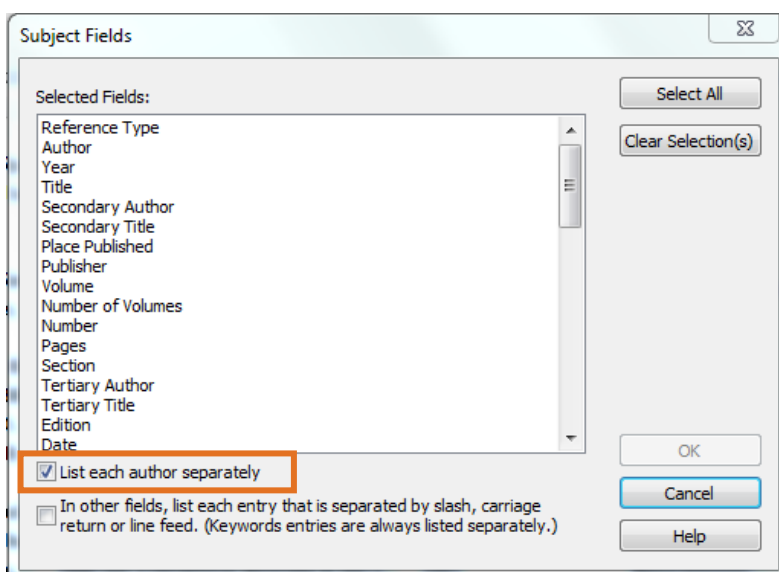 Subject Fields
Selected Fields:
Reference Type
Author
Year
Title
Secondary Author
Secondary Title
Place Published
Publisher
Volume
Number of Volumes
Number
Pages
Section
Tertiary Author
Tertiary Title
Edition
Date
List each author separately
In other fields, list each entry that is separated by slash, carriage
return or line feed. (Keywords entries are always listed separately.)
Select All
Clear Selection(s)
OK
Cancel
Help